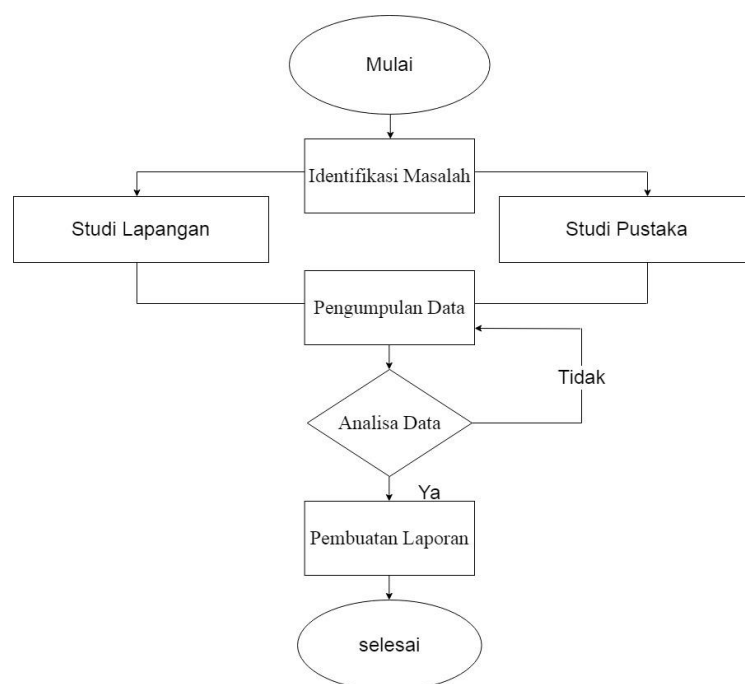 Mulai
Identifikasi Masalah
Studi Lapangan
Studi Pustaka
Pengumpulan Data
Tidak
Analisa Data
Ya
Pembuatan Laporan
selesai